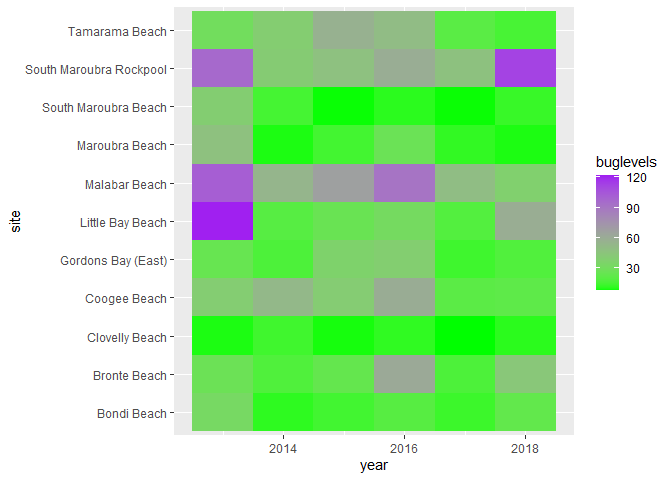 Tamarama Beach
South Maroubra Rockpool
South Maroubra Beach
Maroubra Beach
Malabar Beach
Little Bay Beach
Gordons Bay (East)
Coogee Beach
Clovelly Beach
Bronte Beach
Bondi Beach
site
2014 2016 2018
year
buglevels
120
90
60
30